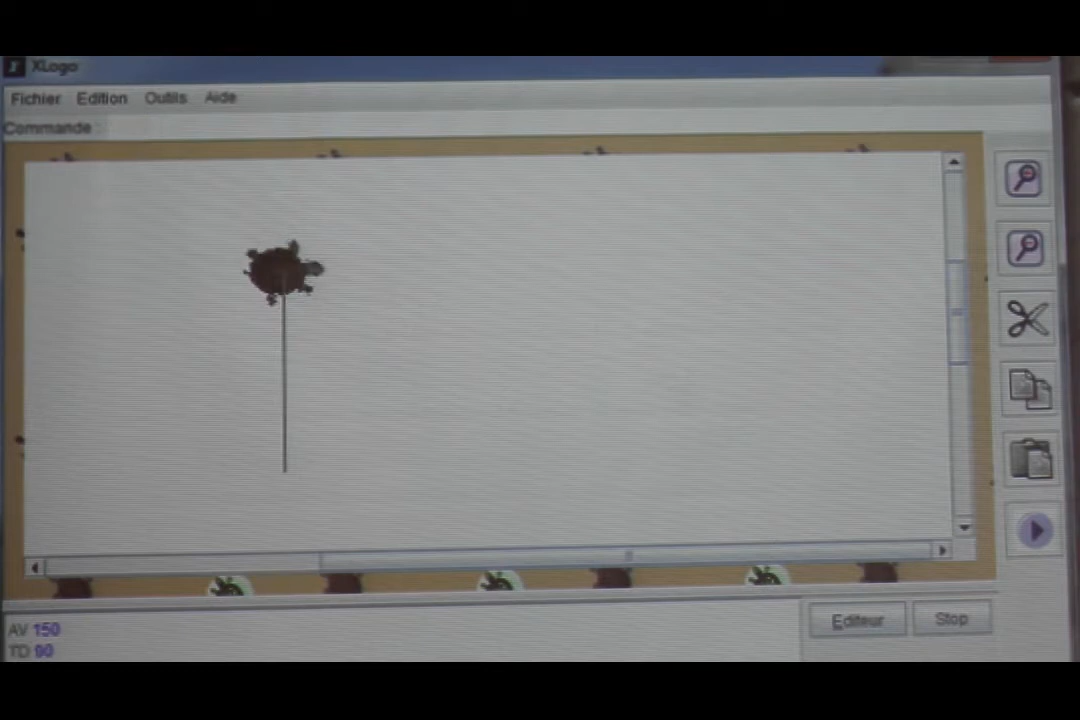 XLogo
Fichier Edition Outils Aide
Commande :
Editeur Stop
AV 150
TD 90